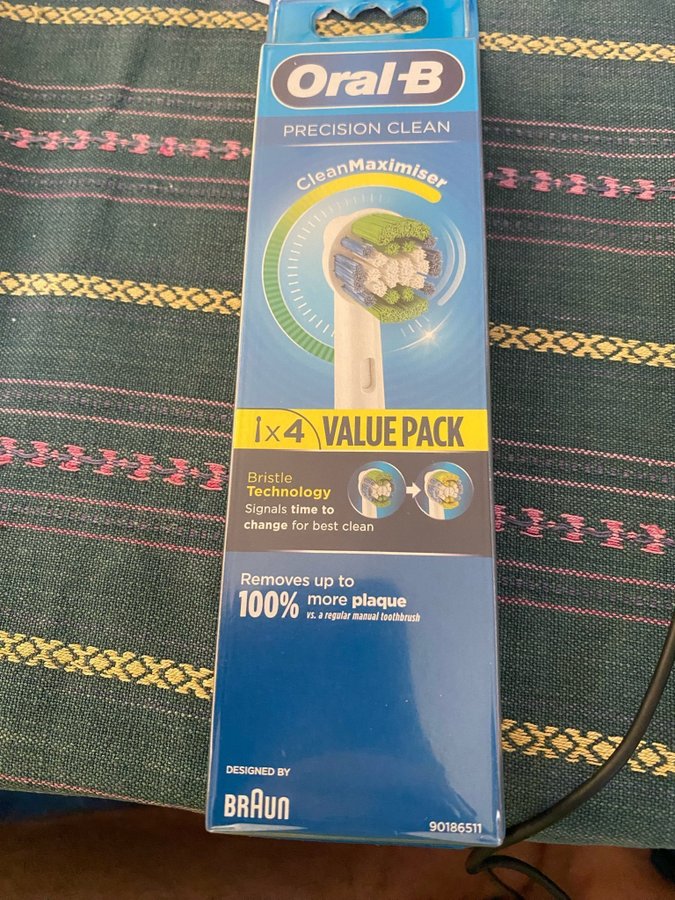 Oral-B
PRECISION CLEAN
CleanMaximiser
x4 VALUE PACK
Bristle
Technology
Signals time to
change for best clean
Removes up to
100% more plaque
vs. a regular manual toothbrush
DESIGNED BY
BRAUN
90186511